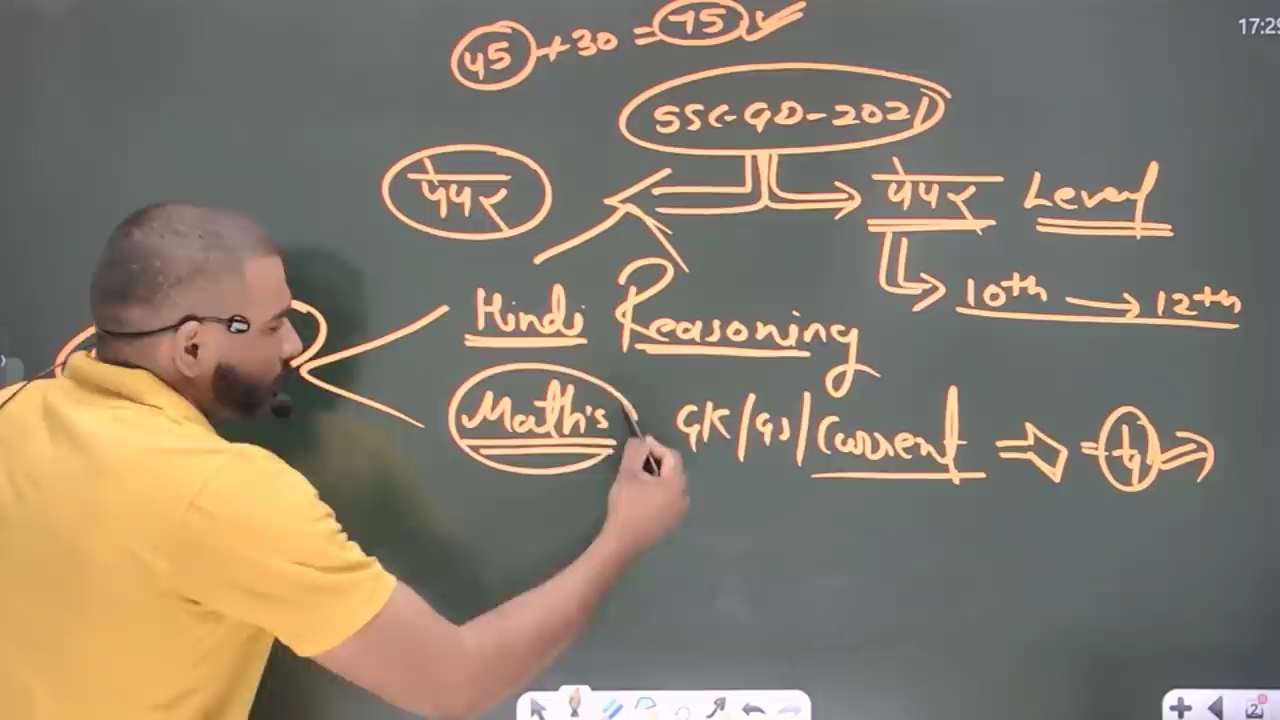 45 + 30 = 75 ✓
17:29
SSC-GD-2021
पेपर → पेपर Level
10th → 12th
Hindi Reasoning
Math's GK/GS/Current ⇒
2